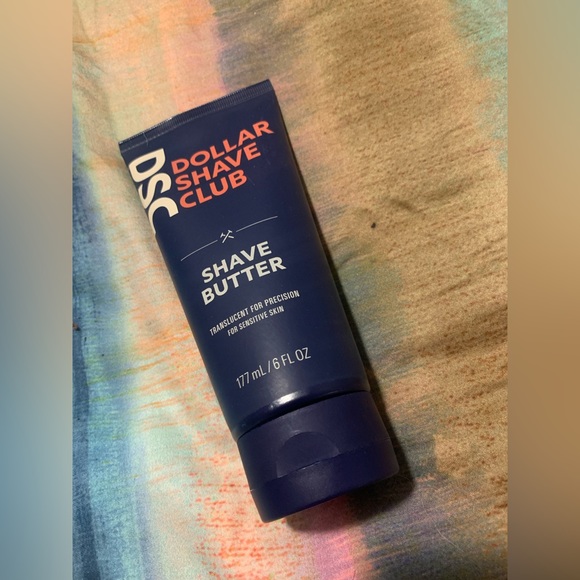 DSC
DOLLAR
SHAVE
CLUB
SHAVE
BUTTER
TRANSLUCENT FOR PRECISION
FOR SENSITIVE SKIN
177 mL/6 FL OZ